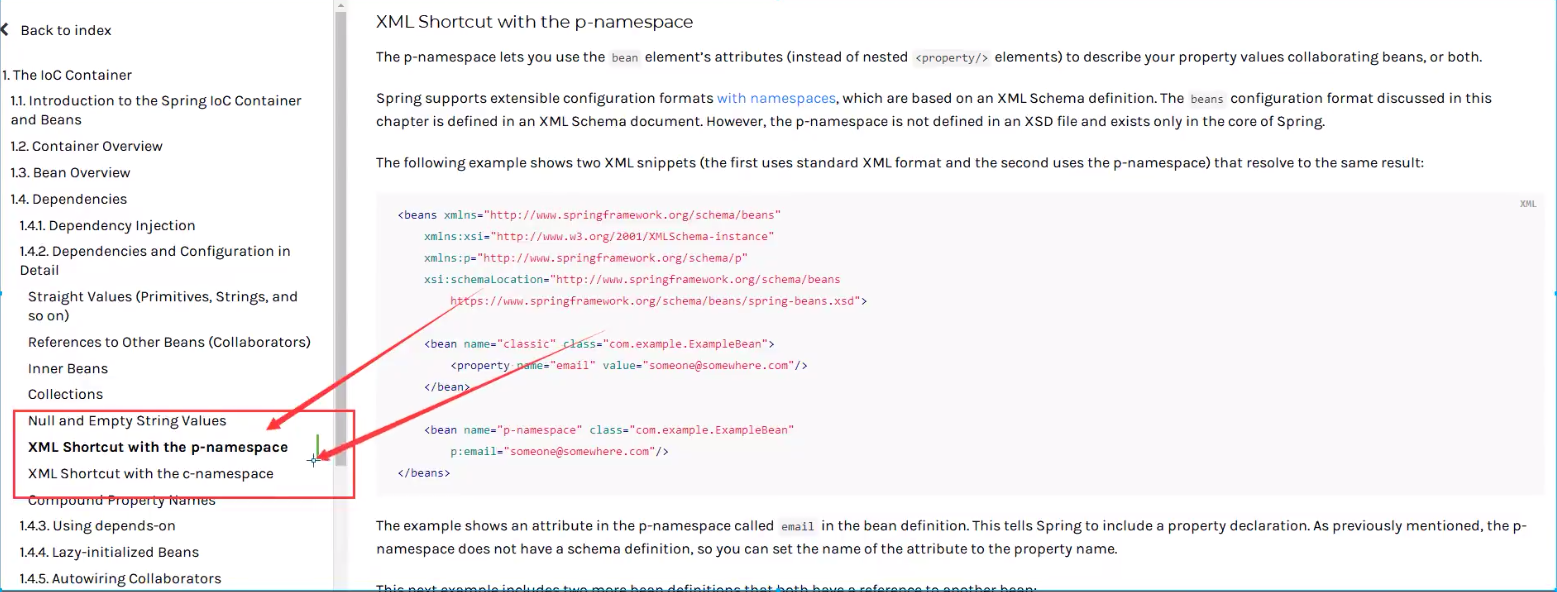 Back to index
1. The IoC Container
1.1. Introduction to the Spring IoC Container
and Beans
1.2. Container Overview
1.3. Bean Overview
1.4. Dependencies
1.4.1. Dependency Injection
1.4.2. Dependencies and Configuration in
Detail
Straight Values (Primitives, Strings, and
so on)
References to Other Beans (Collaborators)
Inner Beans
Collections
Null and Empty String Values
XML Shortcut with the p-namespace
XML Shortcut with the c-namespace
Compound Property Names
1.4.3. Using depends-on
1.4.4. Lazy-initialized Beans
1.4.5. Autowiring Collaborators
XML Shortcut with the p-namespace
The p-namespace lets you use the bean element's attributes (instead of nested <property/> elements) to describe your property values collaborating beans, or both.
Spring supports extensible configuration formats with namespaces, which are based on an XML Schema definition. The beans configuration format discussed in this
chapter is defined in an XML Schema document. However, the p-namespace is not defined in an XSD file and exists only in the core of Spring.
The following example shows two XML snippets (the first uses standard XML format and the second uses the p-namespace) that resolve to the same result:
XML
<beans xmlns="http://www.springframework.org/schema/beans"
xmlns:xsi="http://www.w3.org/2001/XMLSchema-instance"
xmlns:p="http://www.springframework.org/schema/p"
xsi:schemaLocation="http://www.springframework.org/schema/beans
https://www.springframework.org/schema/beans/spring-beans.xsd">
<bean name="classic" class="com.example.ExampleBean">
<property name="email" value="someone@somewhere.com"/>
</bean>
<bean name="p-namespace" class="com.example.ExampleBean"
p:email="someone@somewhere.com"/>
</beans>
The example shows an attribute in the p-namespace called email in the bean definition. This tells Spring to include a property declaration. As previously mentioned, the p-
namespace does not have a schema definition, so you can set the name of the attribute to the property name.
This next example includes two more bean definitions that both have a reference to another bean: